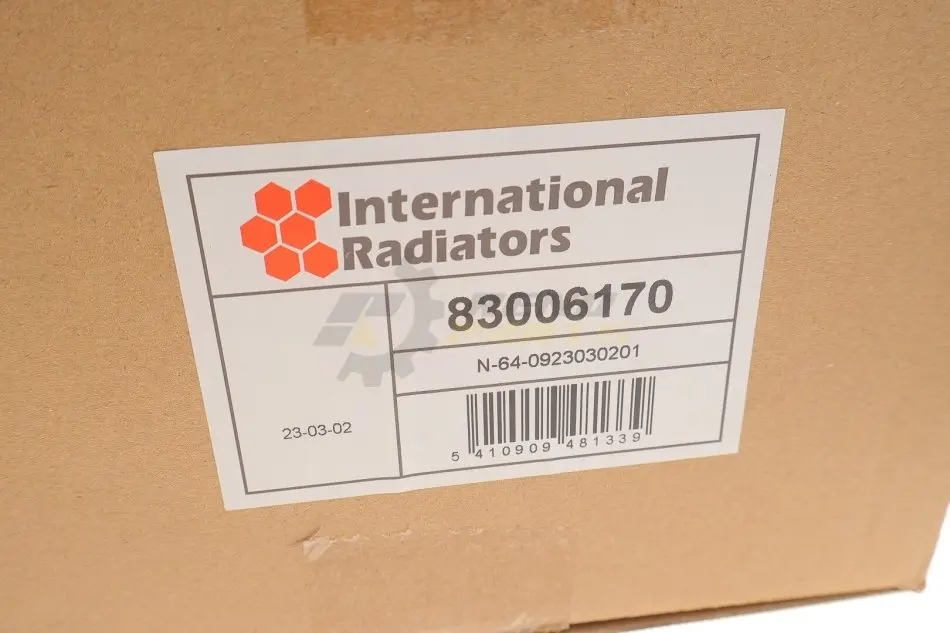 International
Radiators
83006170
N-64-0923030201
23-03-02
5 410909 481339